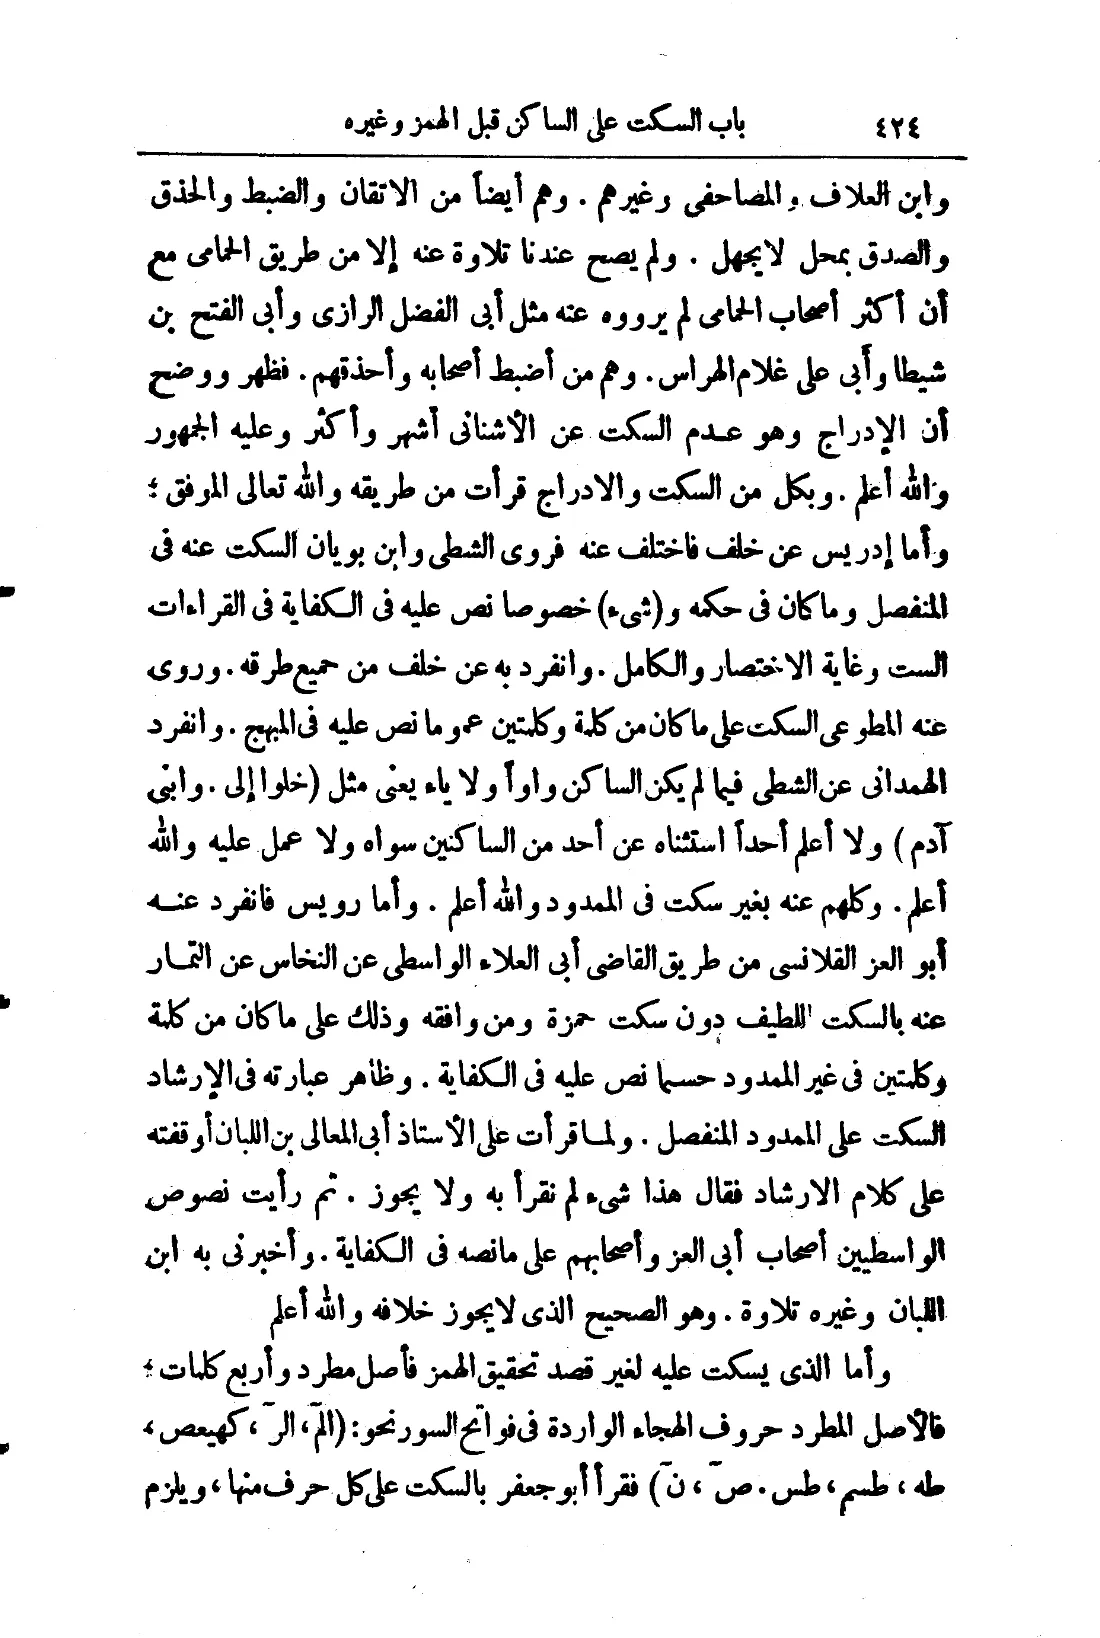 ٤٢٤ باب السكت على الساكن قبل الهمز وغيره
وابن العلاف والمصاحفى وغيرهم . وهم أيضاً من الاتقان والضبط والحذق
والصدق بمحل لايجهل . ولم يصح عندنا تلاوة عنه إلا من طريق الحمامى مع
أن أكثر أصحاب الحمامى لم يرووه عنه مثل أبى الفضل الرازى وأبى الفتح بن
شيطا وأبى على غلام الهراس . وهم من أضبط أصحابه وأحذقهم . فظهر ووضح
أن الإدراج وهو عدم السكت عن الأشنانى أشهر وأكثر وعليه الجمهور
والله أعلم . وبكل من السكت والادراج قرأت من طريقه والله تعالى الموفق ؛
وأما إدريس عن خلف فاختلف عنه فروى الشطى وابن بويان السكت عنه فى
المنفصل وما كان فى حكمه و(شىء) خصوصا نص عليه فى الكفاية فى القراءات
الست وغاية الاختصار والكامل . وانفرد به عن خلف من جميع طرقه . وروى
عنه المطوعى السكت على ما كان من كلمة وكلمتين عموما نص عليه فى المبهج . وانفرد
الهمدانى عن الشطى فيما لم يكن الساكن واواً ولا ياء يعنى مثل (خلوا إلى . وابنى
آدم) ولا أعلم أحداً استثناه عن أحد من الساكتين سواه ولا عمل عليه والله
أعلم . وكلهم عنه بغير سكت فى الممدود والله أعلم . وأما رويس فانفرد عنه
أبو العز القلانسى من طريق القاضى أبى العلاء الواسطى عن النخاس عن التمار
عنه بالسكت اللطيف دون سكت حمزة ومن وافقه وذلك على ما كان من كلمة
وكلمتين فى غير الممدود حسبما نص عليه فى الكفاية . وظاهر عبارته فى الإرشاد
السكت على الممدود المنفصل . ولما قرأت على الأستاذ أبى المعالى بن اللبان أوقفته
على كلام الارشاد فقال هذا شىء لم نقرأ به ولا يجوز . ثم رأيت نصوص
الواسطيين أصحاب أبى العز وأصحابهم على مانصه فى الكفاية . وأخبرنى به ابن
اللبان وغيره تلاوة . وهو الصحيح الذى لايجوز خلافه والله أعلم
وأما الذى يسكت عليه لغير قصد تحقيق الهمز فأصل مطرد وأربع كلمات ؛
فالأصل المطرد حروف الهجاء الواردة فى فواتح السور نحو: (الٓمٓ، الرٓ ، كهيعص ،
طه ، طسم ، طس . صٓ ، نٓ) فقرأ أبو جعفر بالسكت على كل حرف منها ، ويلزم